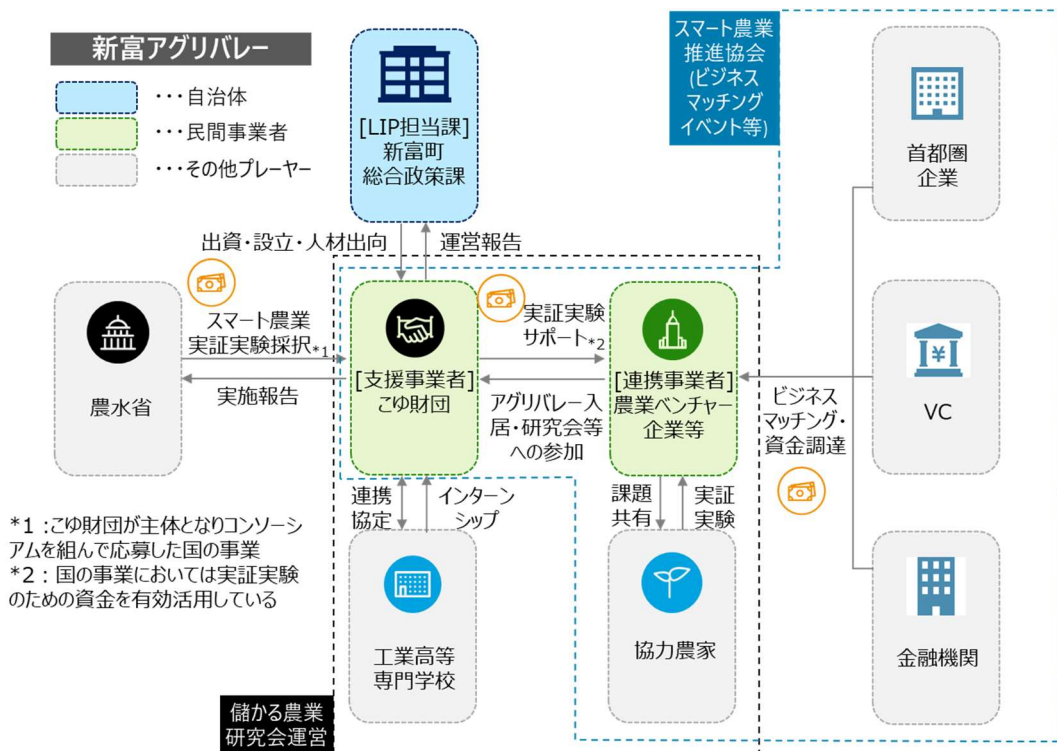 新富アグリバレー
・・・自治体
・・・民間事業者
・・・その他プレーヤー
[LIP担当課]
新富町
総合政策課
スマート農業
推進協会
(ビジネス
マッチング
イベント等)
首都圏
企業
出資・設立・人材出向
運営報告
農水省
スマート農業
実証実験採択*1
実施報告
[支援事業者]
こゆ財団
実証実験
サポート*2
アグリバレー入
居・研究会等
への参加
[連携事業者]
農業ベンチャー
企業等
ビジネス
マッチング・
資金調達
VC
連携
協定
インターン
シップ
課題
共有
実証
実験
*1 :こゆ財団が主体となりコンソーシ
アムを組んで応募した国の事業
*2 : 国の事業においては実証実験
のための資金を有効活用している
工業高等
専門学校
協力農家
金融機関
儲かる農業
研究会運営